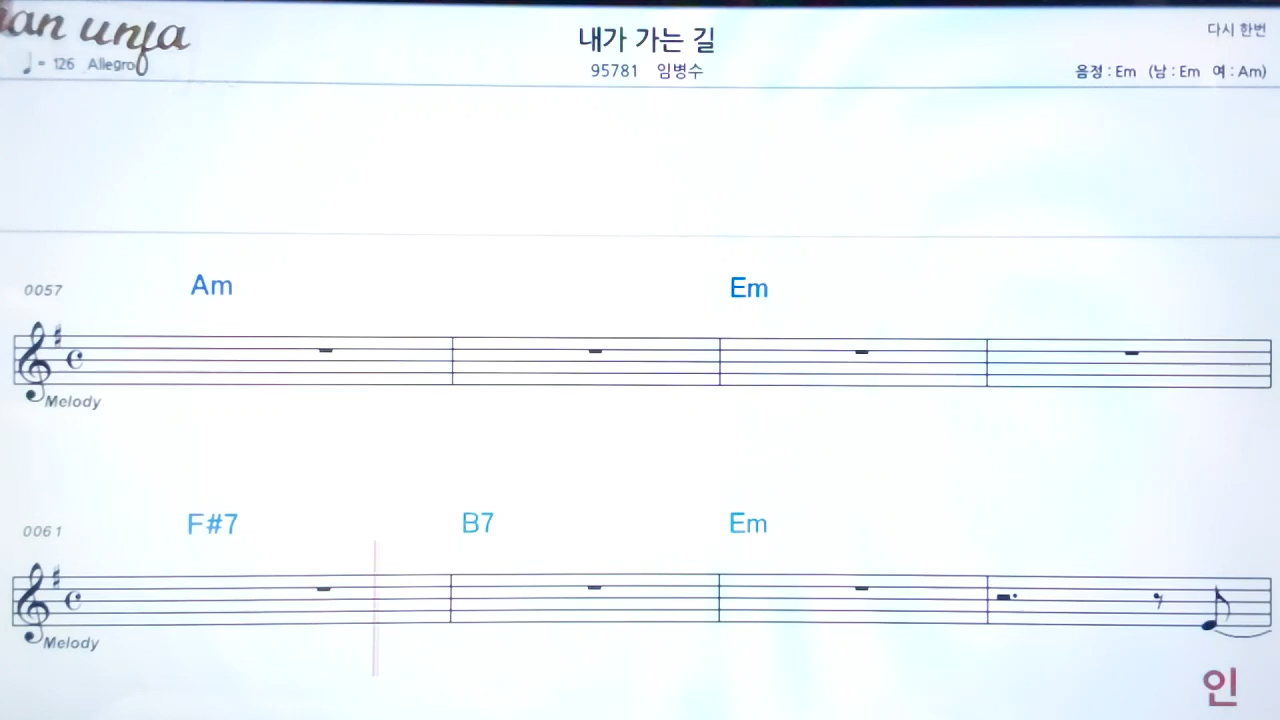 unja
내가 가는 길
다시 한번
♩ = 126 Allegro
95781 임병수
음정 : Em (남 : Em 여 : Am)
0057 Am Em
Melody
0061 F#7 B7 Em
Melody
인